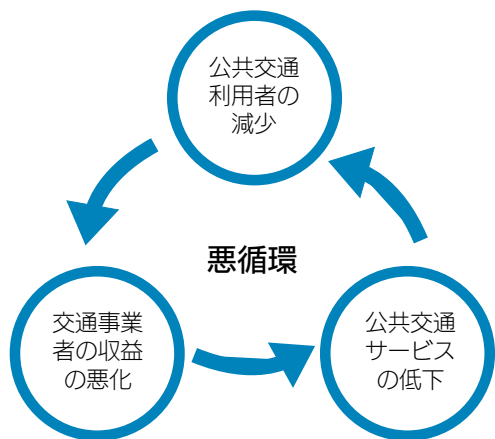 公共交通
利用者の
減少
悪循環
交通事業
者の収益
の悪化
公共交通
サービス
の低下